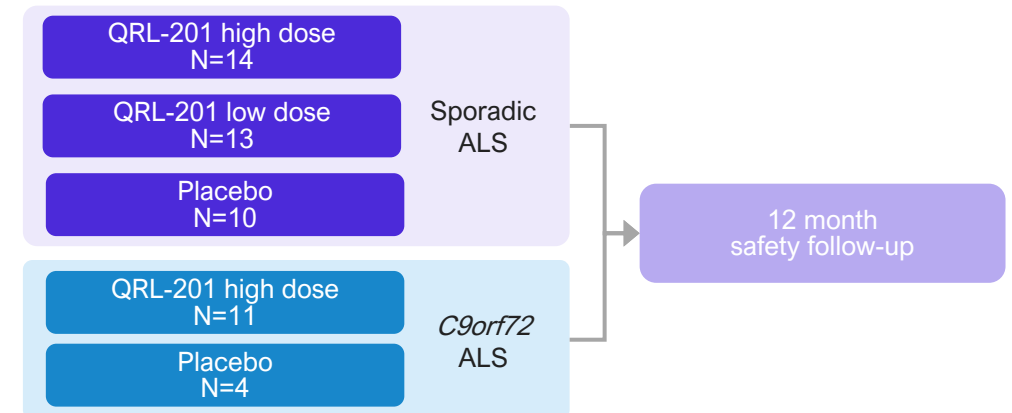 QRL-201 high dose
N=14
QRL-201 low dose
N=13
Placebo
N=10
Sporadic
ALS
QRL-201 high dose
N=11
Placebo
N=4
C9orf72
ALS
12 month
safety follow-up